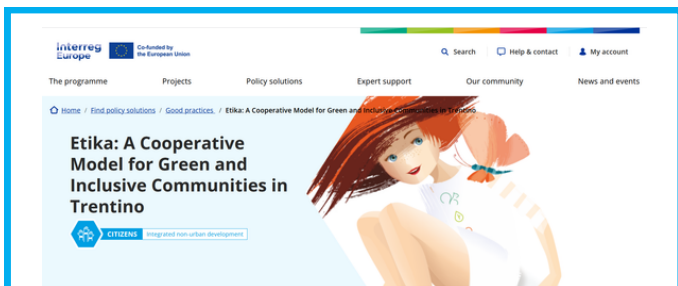 Interreg
Europe
Co-funded by
the European Union
Search
Help & contact
My account
The programme
Projects
Policy solutions
Expert support
Our community
News and events
Home / Find policy solutions / Good practices / Etika: A Cooperative Model for Green and Inclusive Communities in Trentino
Etika: A Cooperative
Model for Green and
Inclusive Communities in
Trentino
CITIZENS
Integrated non-urban development